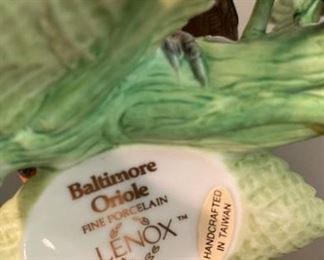 Baltimore
Oriole
FINE PORCELAIN
LENOX™
HANDCRAFTED
IN TAIWAN